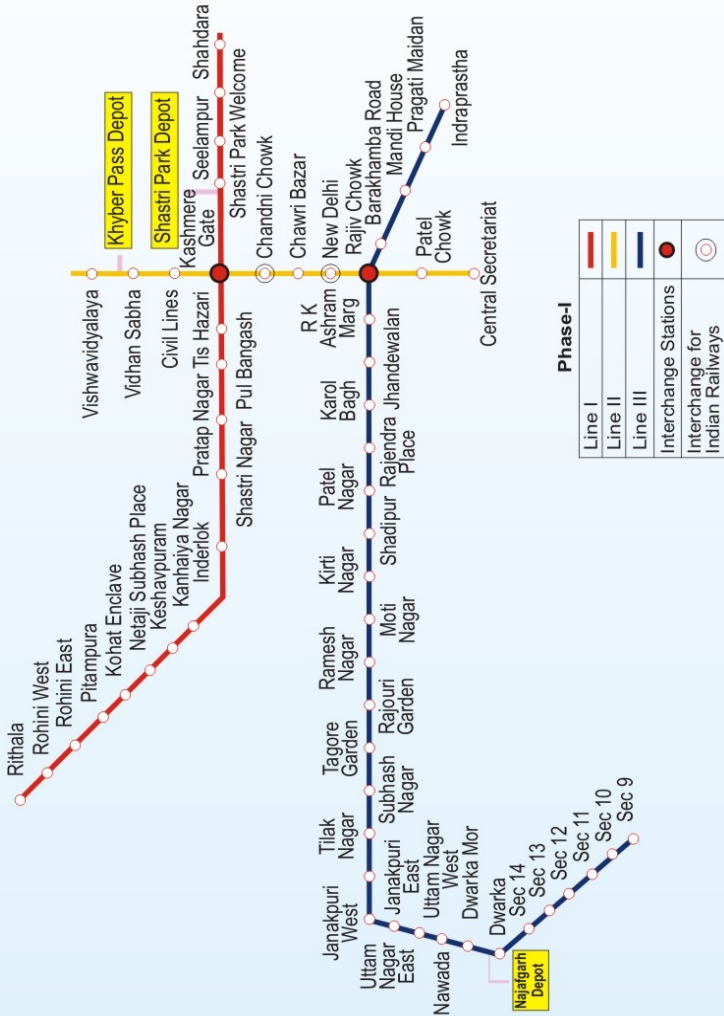 Rithala
Rohini West
Rohini East
Pitampura
Kohat Enclave
Netaji Subhash Place
Keshavpuram
Kanhaiya Nagar
Inderlok
Shastri Nagar
Pratap Nagar
Pul Bangash
Tis Hazari
Kashmere
Gate
Shastri Park
Seelampur
Welcome
Shahdara
Khyber Pass Depot
Shastri Park Depot
Vishwavidyalaya
Vidhan Sabha
Civil Lines
Chandni Chowk
Chawri Bazar
New Delhi
Rajiv Chowk
Patel
Chowk
Central Secretariat
Barakhamba Road
Mandi House
Pragati Maidan
Indraprastha
R K
Ashram
Marg
Jhandewalan
Karol
Bagh
Rajendra
Place
Patel
Nagar
Shadipur
Kirti
Nagar
Moti
Nagar
Ramesh
Nagar
Rajouri
Garden
Tagore
Garden
Subhash
Nagar
Tilak
Nagar
Janakpuri
East
Janakpuri
West
Uttam
Nagar
East
Uttam Nagar
West
Nawada
Dwarka Mor
Dwarka
Najafgarh
Depot
Sec 14
Sec 13
Sec 12
Sec 11
Sec 10
Sec 9
Phase-I
Line I
Line II
Line III
Interchange Stations
Interchange for
Indian Railways